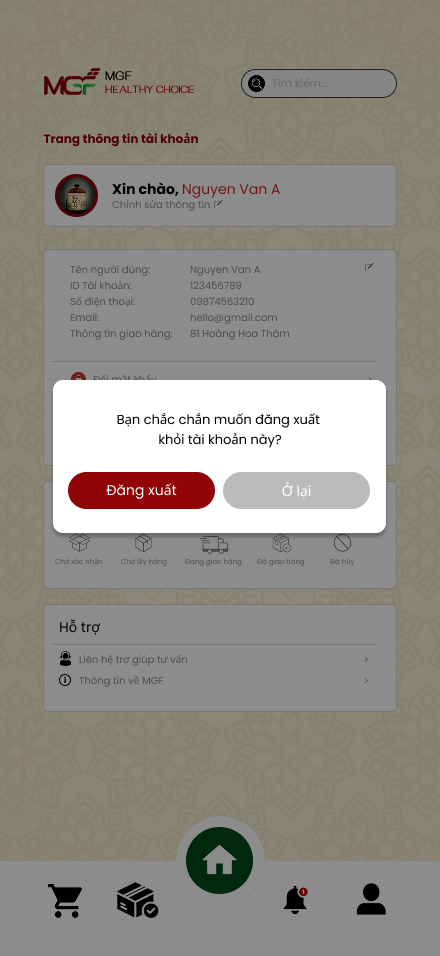 MGF
MGF
HEALTHY CHOICE
Tìm kiếm...
Trang thông tin tài khoản
Xin chào, Nguyen Van A
Chỉnh sửa thông tin
Tên người dùng: Nguyen Van A
ID Tài khoản: 123456789
Số điện thoại: 09874563210
Email: hello@gmail.com
Thông tin giao hàng: 81 Hoàng Hoa Thám
Đổi mật khẩu >
Bạn chắc chắn muốn đăng xuất
khỏi tài khoản này?
Đăng xuất Ở lại
Chờ xác nhận Chờ lấy hàng Đang giao hàng Đã giao hàng Đã hủy
Hỗ trợ
Liên hệ trợ giúp tư vấn >
Thông tin về MGF >